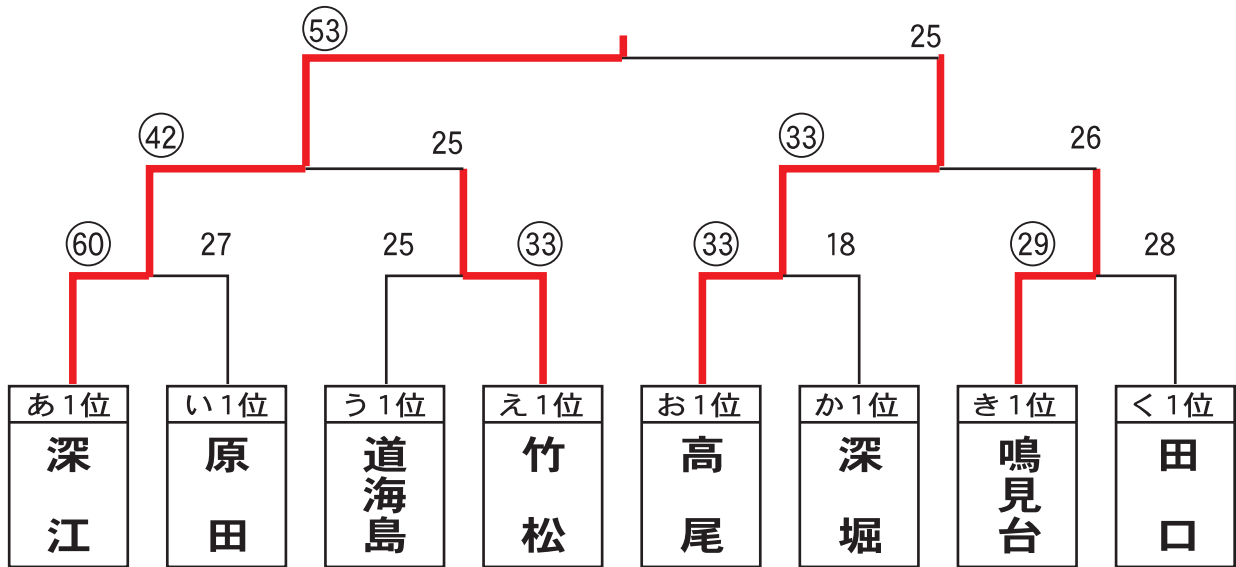 53 25
42 25 33 26
60 27 25 33 33 18 29 28
あ1位 い1位 う1位 え1位 お1位 か1位 き1位 く1位
深江 原田 道海島 竹松 高尾 深堀 鳴見台 田口